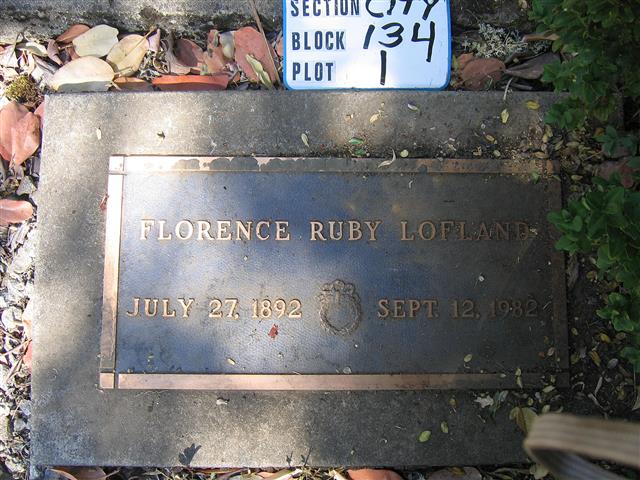 SECTION CITY
BLOCK 134
PLOT 1
FLORENCE RUBY LOFLAND
JULY 27, 1892 SEPT. 12, 1982